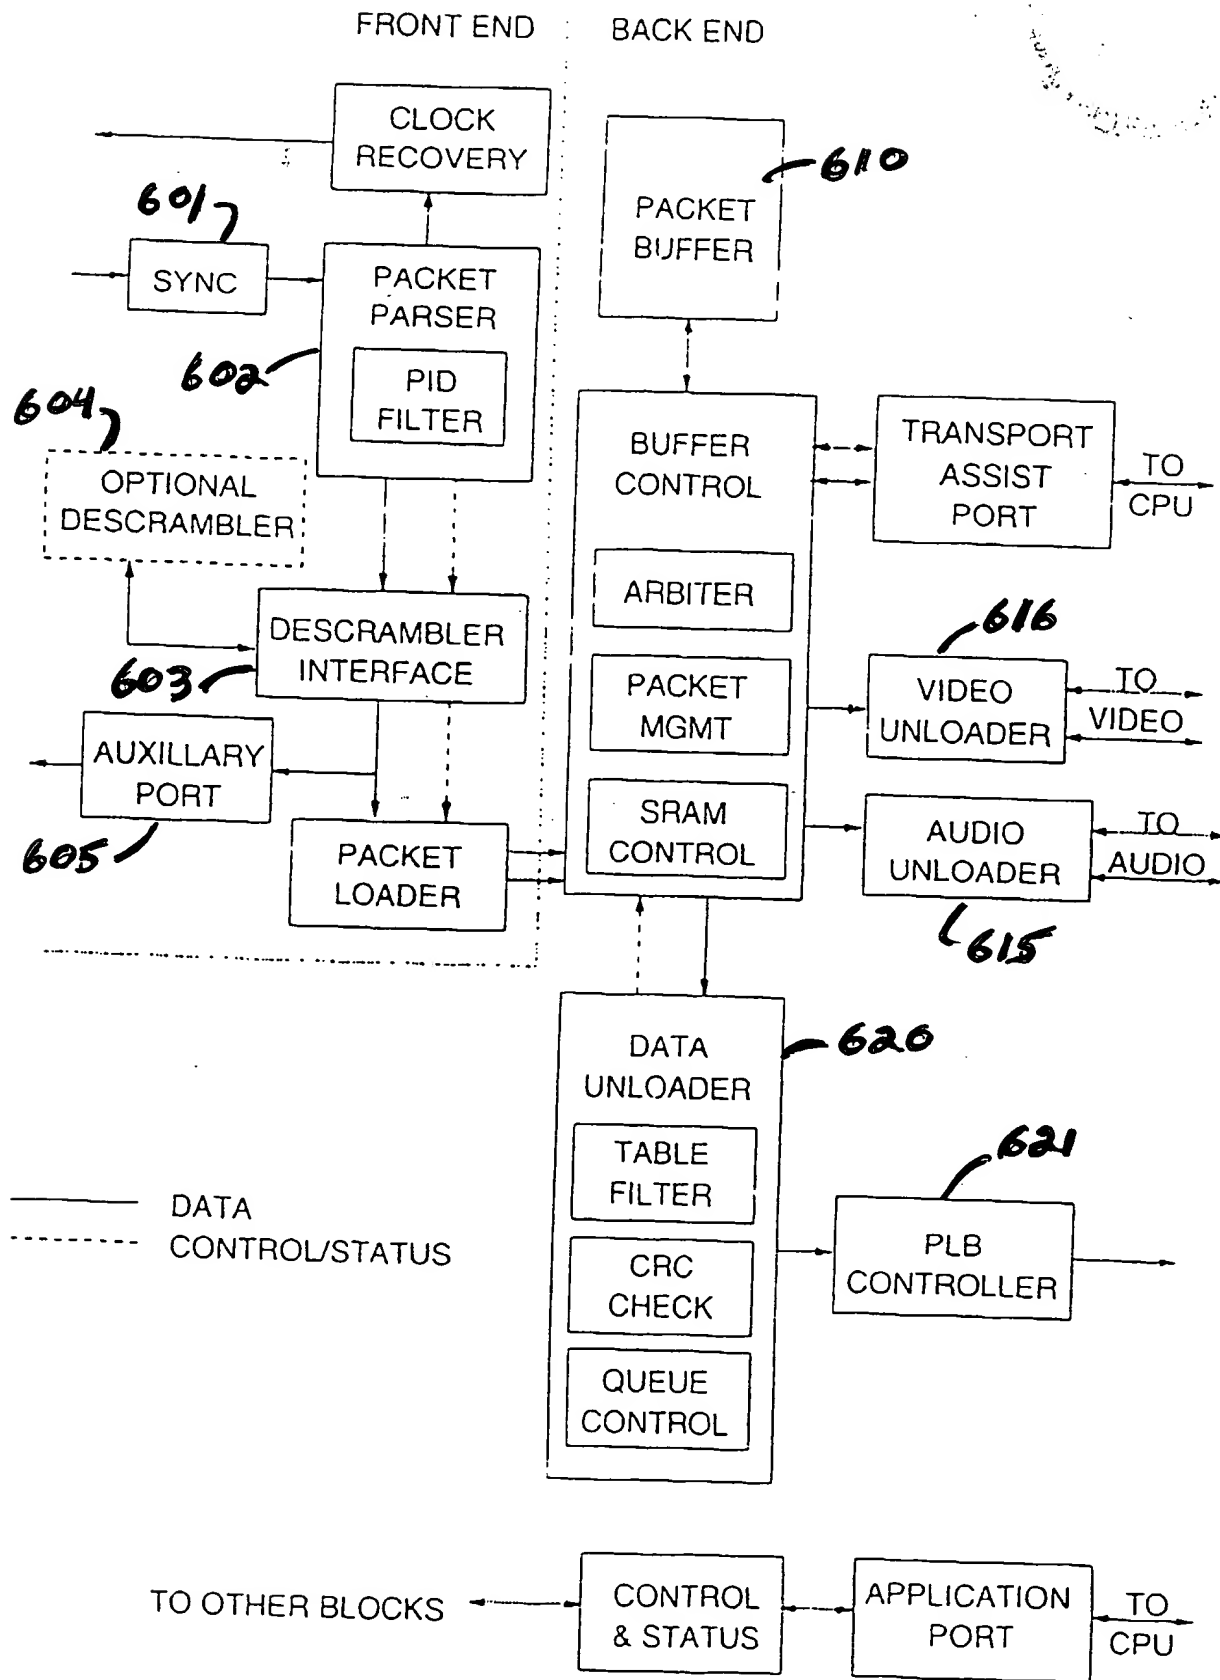 FRONT END
BACK END
CLOCK
RECOVERY
601
SYNC
PACKET
PARSER
602
PID
FILTER
604
OPTIONAL
DESCRAMBLER
DESCRAMBLER
INTERFACE
603
AUXILLARY
PORT
605
PACKET
LOADER
PACKET
BUFFER
610
BUFFER
CONTROL
ARBITER
PACKET
MGMT
SRAM
CONTROL
TRANSPORT
ASSIST
PORT
TO
CPU
616
VIDEO
UNLOADER
TO
VIDEO
AUDIO
UNLOADER
TO
AUDIO
615
DATA
UNLOADER
620
TABLE
FILTER
CRC
CHECK
QUEUE
CONTROL
621
PLB
CONTROLLER
DATA
CONTROL/STATUS
TO OTHER BLOCKS
CONTROL
& STATUS
APPLICATION
PORT
TO
CPU